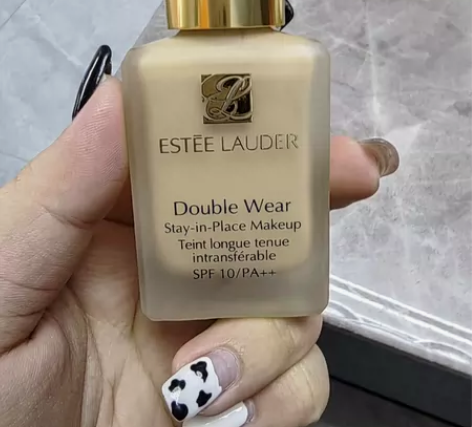 ESTĒE LAUDER
Double Wear
Stay-in-Place Makeup
Teint longue tenue
intransférable
SPF 10/PA++